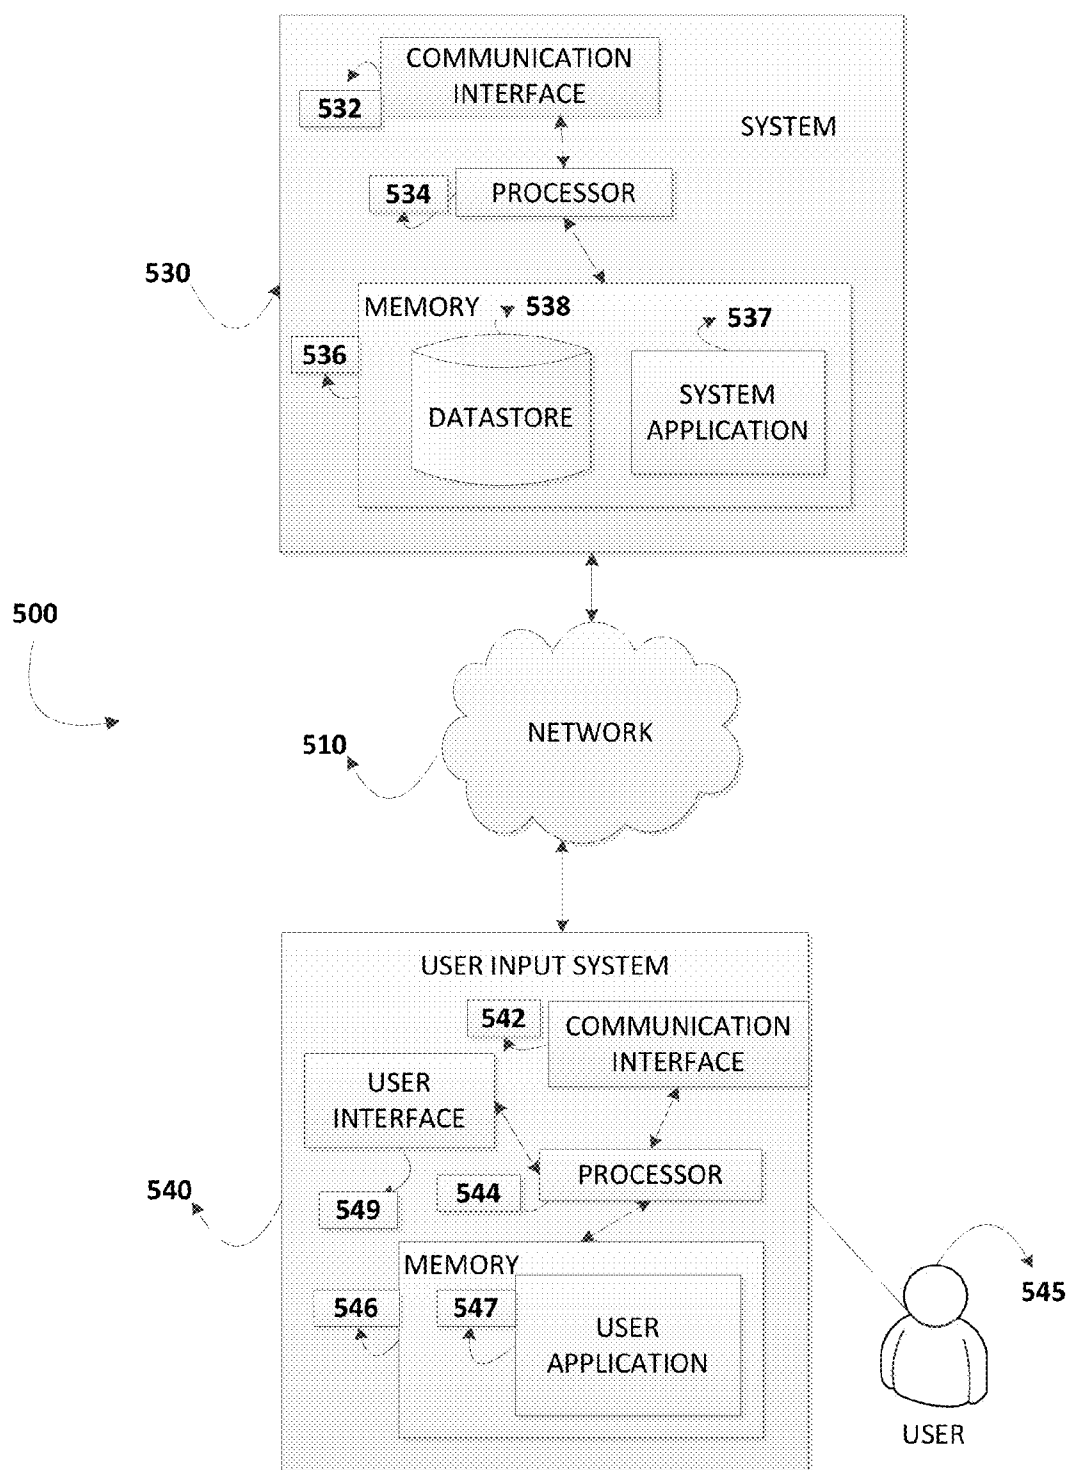 COMMUNICATION
INTERFACE
532
SYSTEM
534
PROCESSOR
530
MEMORY
538
537
536
DATASTORE
SYSTEM
APPLICATION
500
NETWORK
510
USER INPUT SYSTEM
542
COMMUNICATION
INTERFACE
USER
INTERFACE
PROCESSOR
540
544
549
MEMORY
545
546
547
USER
APPLICATION
USER